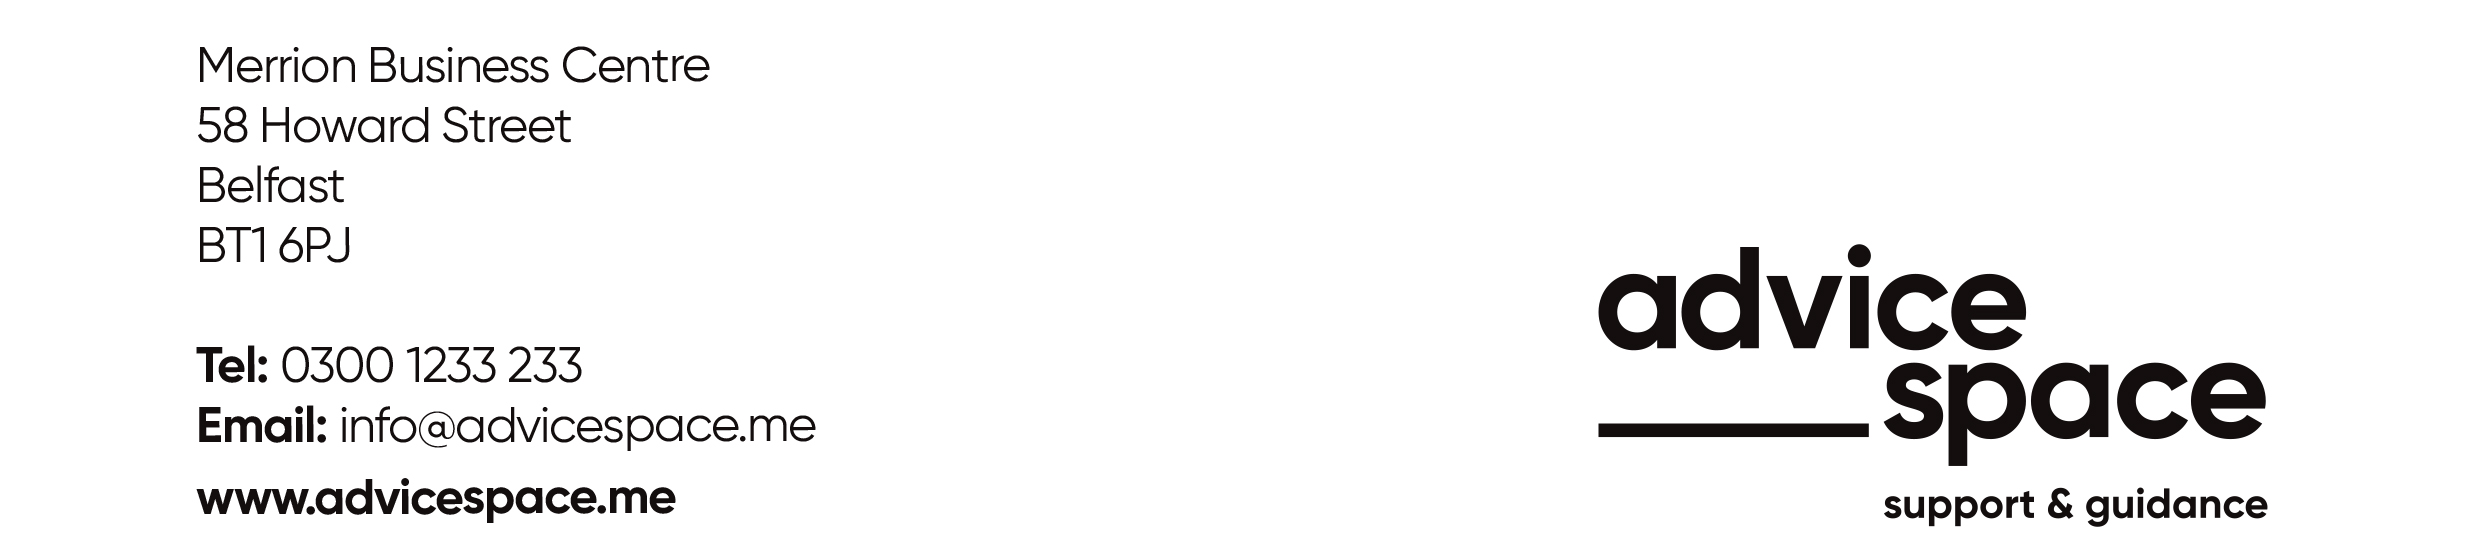 Merrion Business Centre
58 Howard Street
Belfast
BT1 6PJ
Tel: 0300 1233 233
Email: info@advicespace.me
www.advicespace.me
advice
space
support & guidance